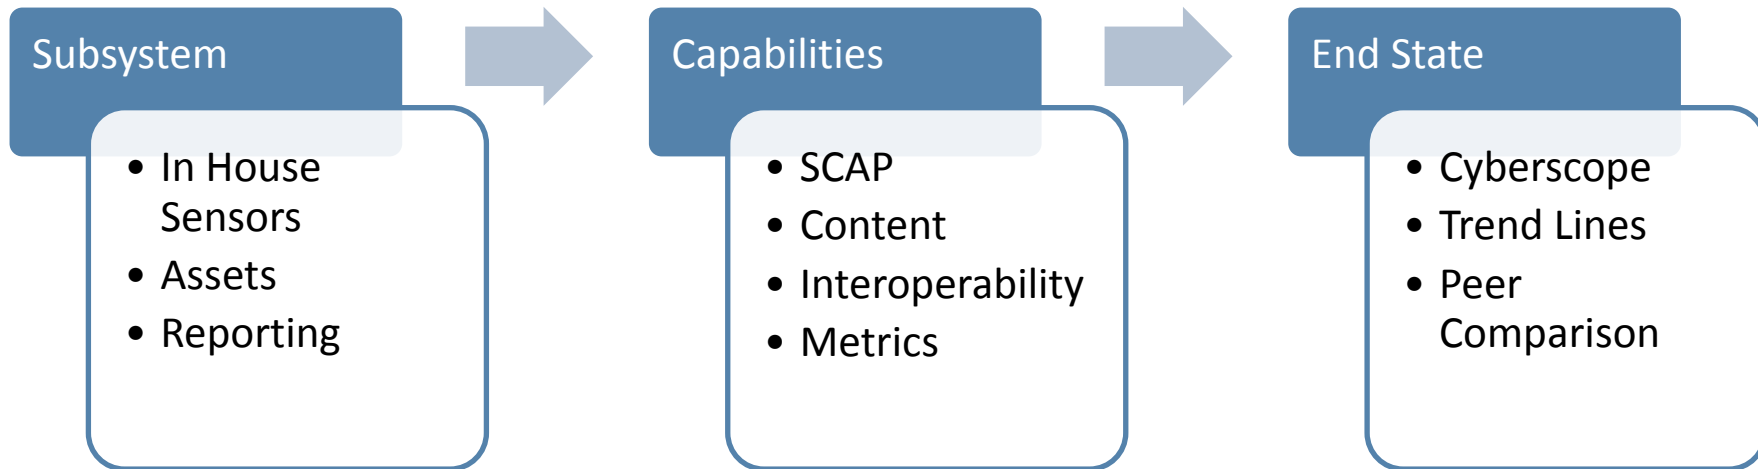 Subsystem
• In House
Sensors
• Assets
• Reporting
Capabilities
• SCAP
• Content
• Interoperability
• Metrics
End State
• Cyberscope
• Trend Lines
• Peer
Comparison